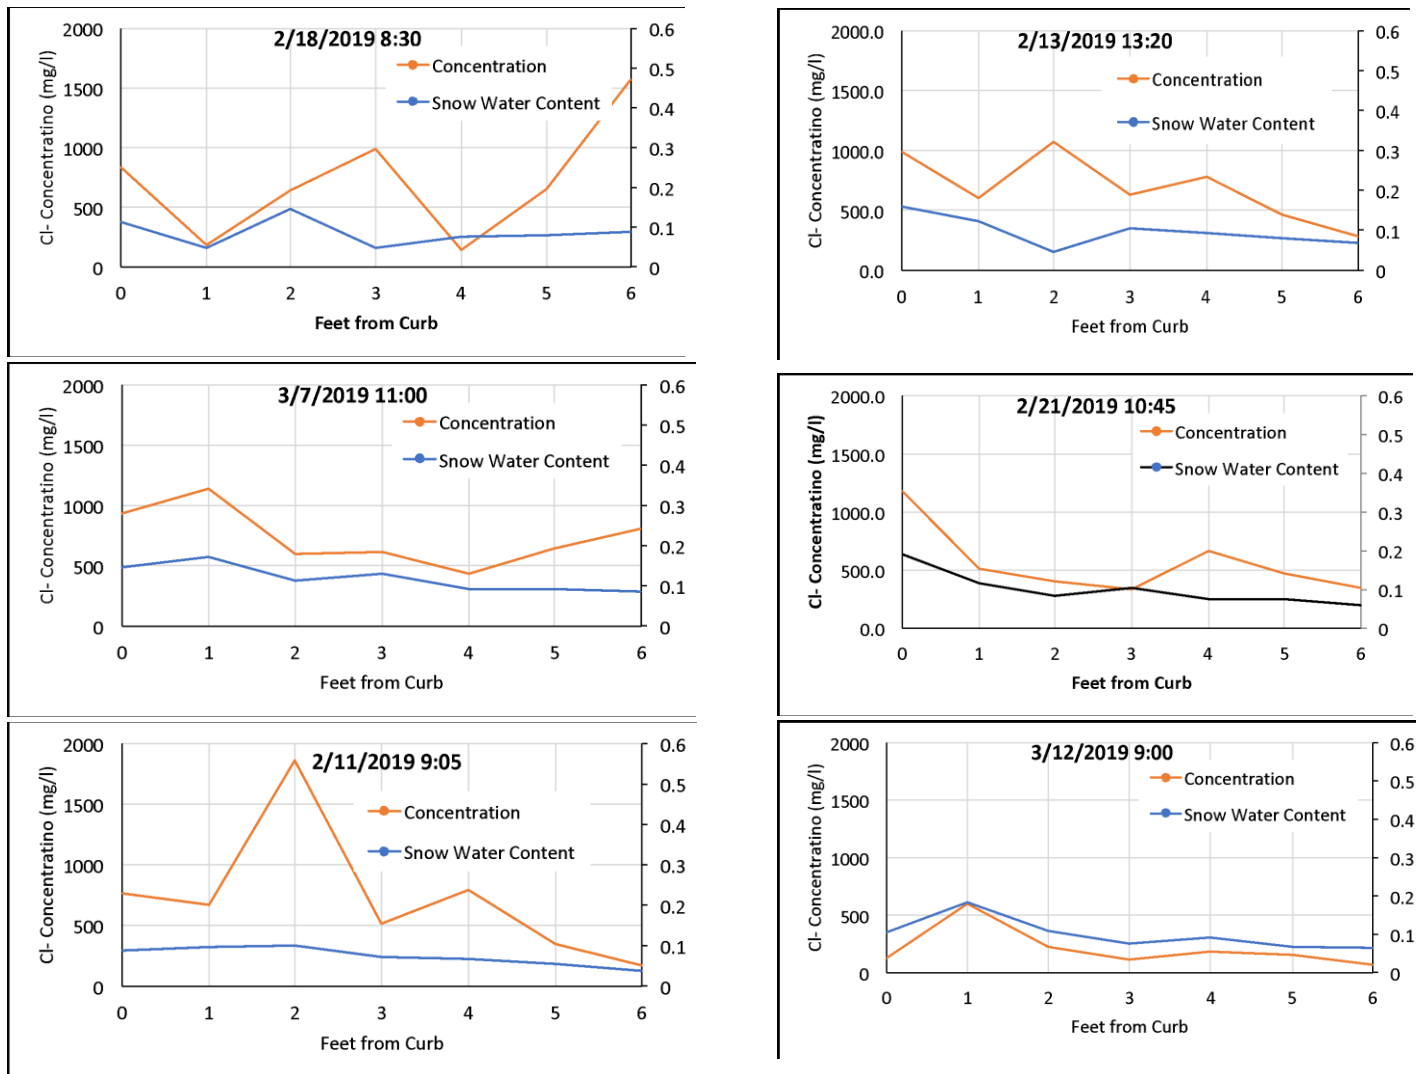 2/18/2019 8:30
Cl- Concentratino (mg/l)
2000
1500
1000
500
0
0.6
0.5
0.4
0.3
0.2
0.1
0
Concentration
Snow Water Content
0 1 2 3 4 5 6
Feet from Curb
2/13/2019 13:20
Cl- Concentratino (mg/l)
2000.0
1500.0
1000.0
500.0
0.0
0.6
0.5
0.4
0.3
0.2
0.1
0
Concentration
Snow Water Content
0 1 2 3 4 5 6
Feet from Curb
3/7/2019 11:00
Cl- Concentratino (mg/l)
2000
1500
1000
500
0
0.6
0.5
0.4
0.3
0.2
0.1
0
Concentration
Snow Water Content
0 1 2 3 4 5 6
Feet from Curb
2/21/2019 10:45
Cl- Concentratino (mg/l)
2000.0
1500.0
1000.0
500.0
0.0
0.6
0.5
0.4
0.3
0.2
0.1
0
Concentration
Snow Water Content
0 1 2 3 4 5 6
Feet from Curb
2/11/2019 9:05
Cl- Concentratino (mg/l)
2000
1500
1000
500
0
0.6
0.5
0.4
0.3
0.2
0.1
0
Concentration
Snow Water Content
0 1 2 3 4 5 6
Feet from Curb
3/12/2019 9:00
Cl- Concentratino (mg/l)
2000
1500
1000
500
0
0.6
0.5
0.4
0.3
0.2
0.1
0
Concentration
Snow Water Content
0 1 2 3 4 5 6
Feet from Curb